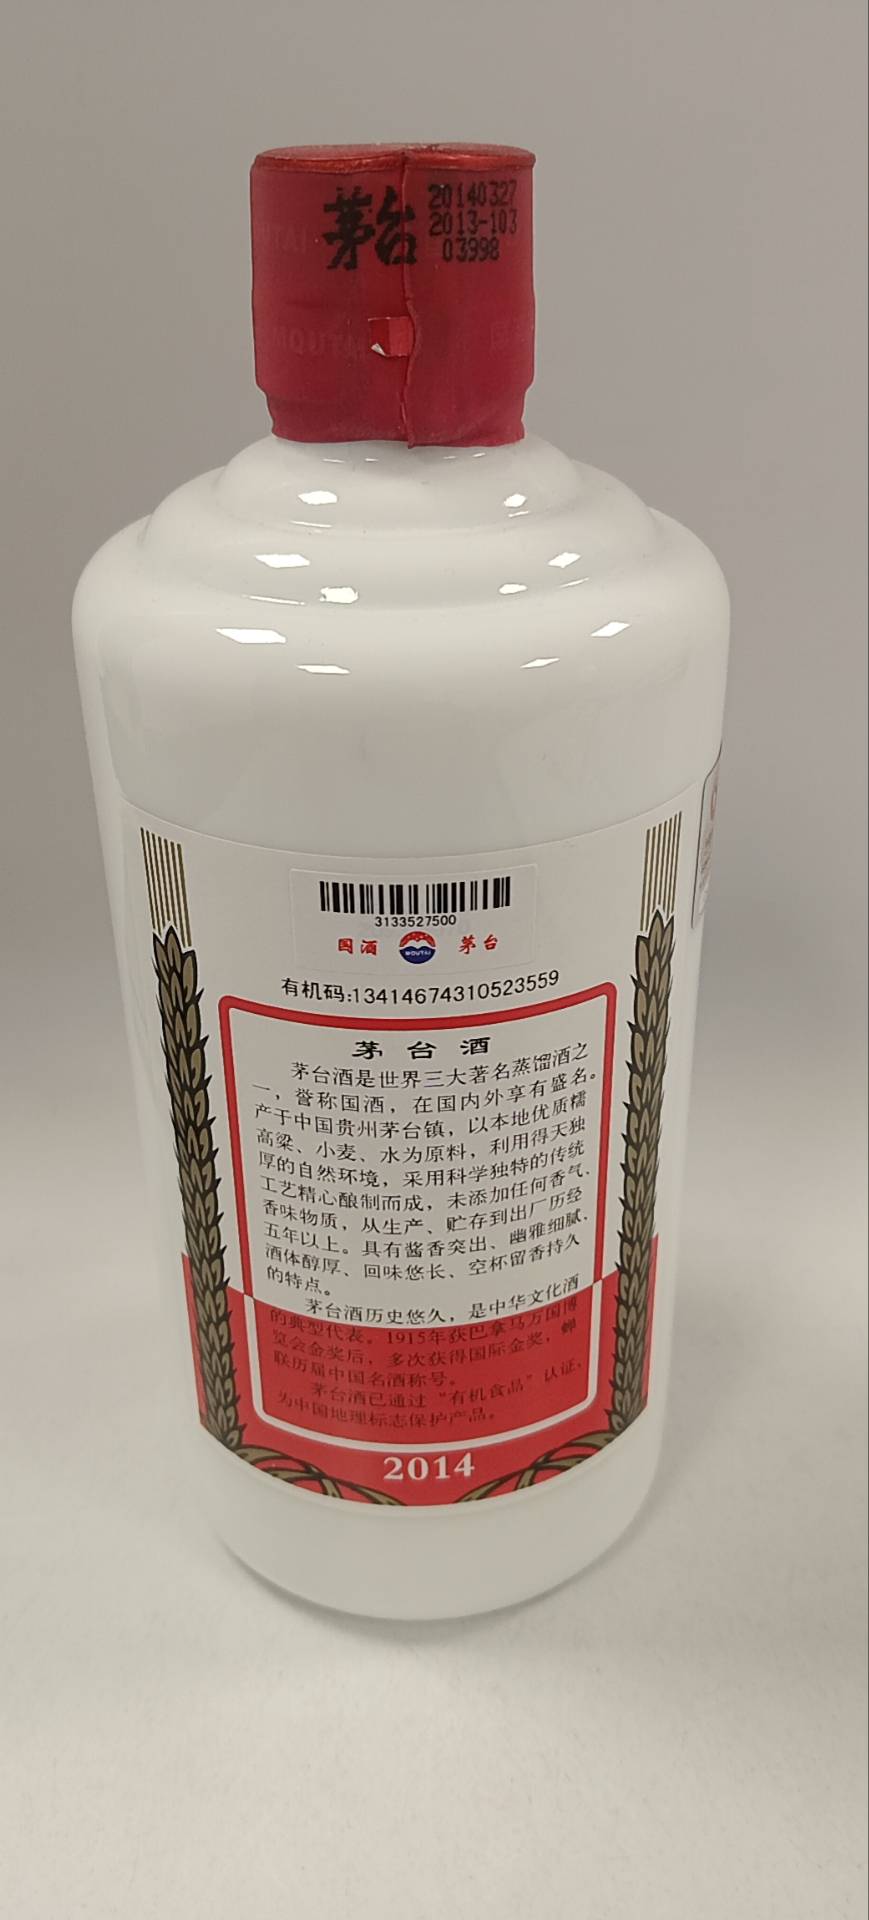 茅台
20140327
2013-103
03998
3133527500
国酒 MOUTAI 茅台
有机码:13414674310523559
茅台酒
茅台酒是世界三大著名蒸馏酒之
一，誉称国酒，在国内外享有盛名。
产于中国贵州茅台镇，以本地优质糯
高粱、小麦、水为原料，利用得天独
厚的自然环境，采用科学独特的传统
工艺精心酿制而成，未添加任何香气、
香味物质，从生产、贮存到出厂历经
五年以上。具有酱香突出、幽雅细腻、
酒体醇厚、回味悠长、空杯留香持久
的特点。
茅台酒历史悠久，是中华文化酒
的典型代表。1915年获巴拿马万国博
览会金奖后，多次获得国际金奖，蝉
联历届中国名酒称号。
茅台酒已通过“有机食品”认证，
为中国地理标志保护产品。
2014